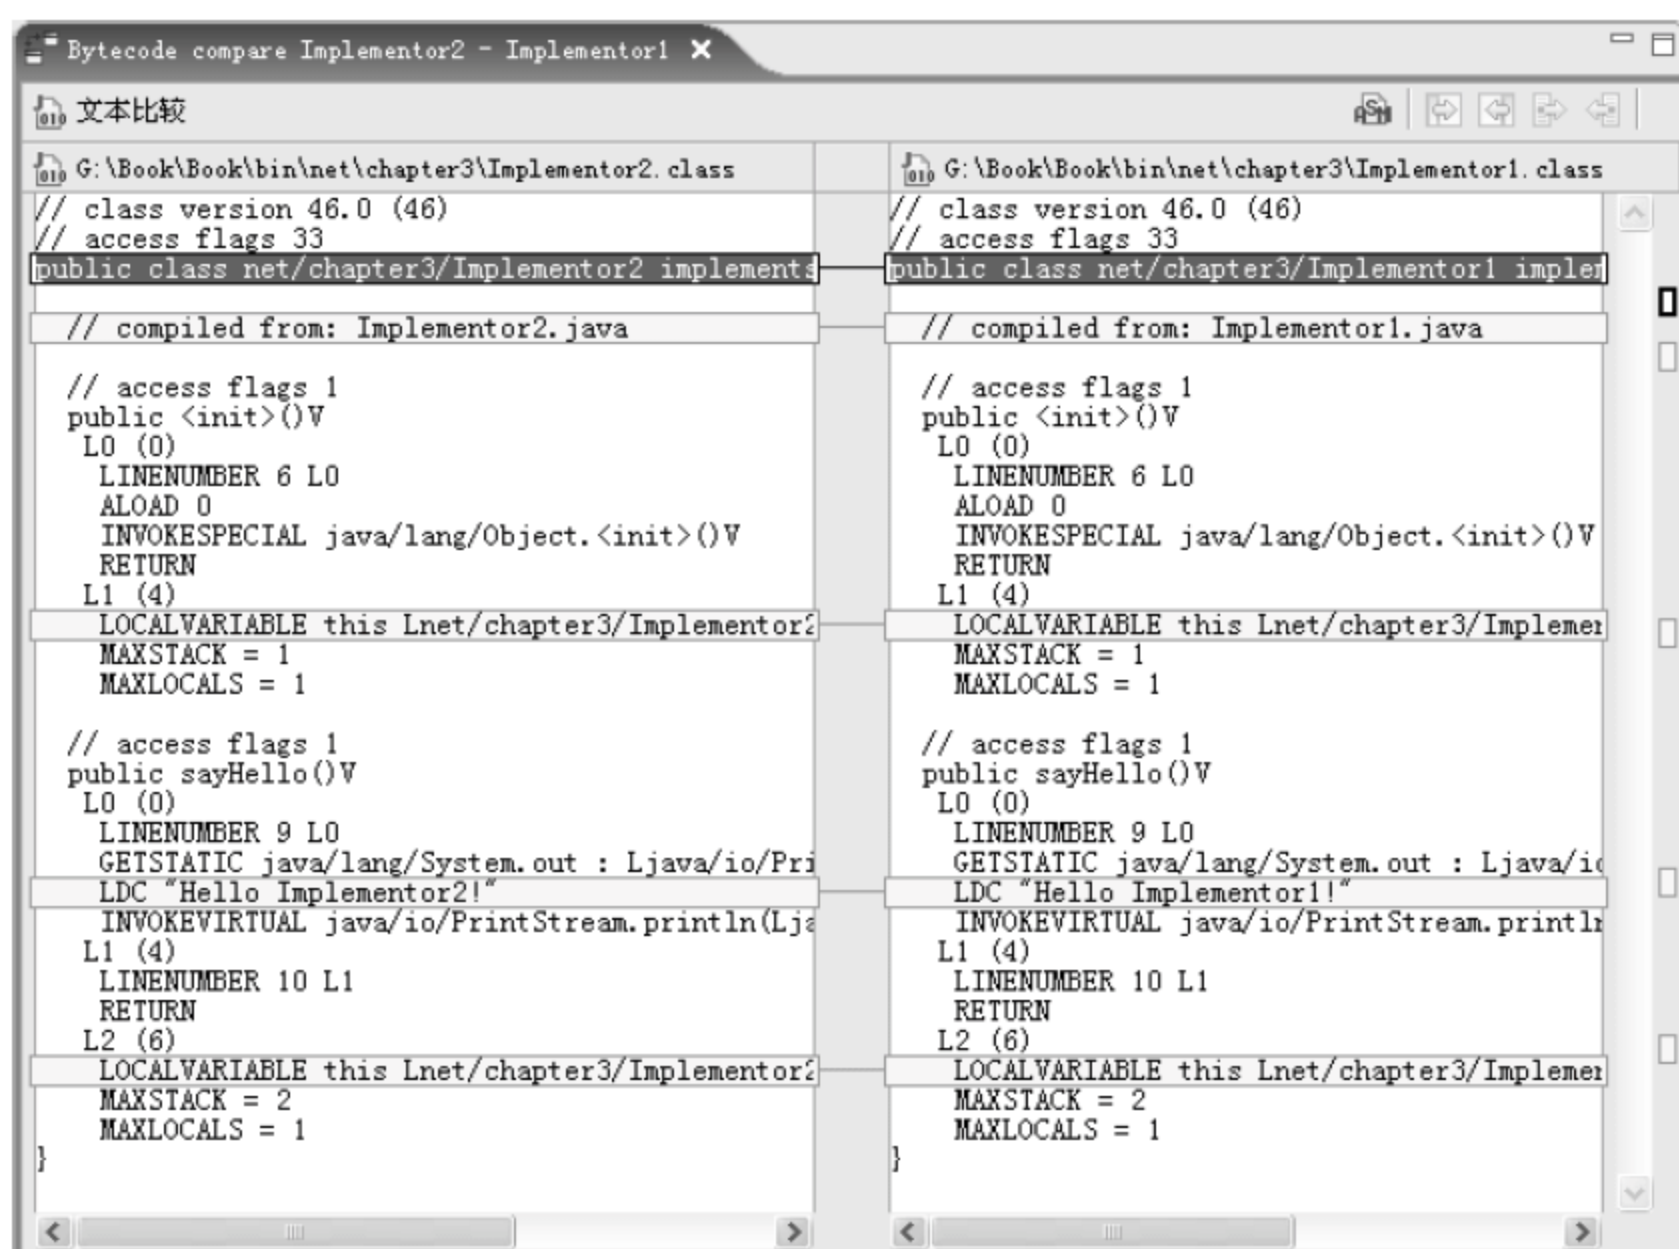 Bytecode compare Implementor2 - Implementor1
文本比较
G:\Book\Book\bin\net\chapter3\Implementor2.class
// class version 46.0 (46)
// access flags 33
public class net/chapter3/Implementor2 implements
// compiled from: Implementor2.java
// access flags 1
public <init>()V
L0 (0)
LINENUMBER 6 L0
ALOAD 0
INVOKESPECIAL java/lang/Object.<init>()V
RETURN
L1 (4)
LOCALVARIABLE this Lnet/chapter3/Implementor2
MAXSTACK = 1
MAXLOCALS = 1
// access flags 1
public sayHello()V
L0 (0)
LINENUMBER 9 L0
GETSTATIC java/lang/System.out : Ljava/io/Pri
LDC "Hello Implementor2!"
INVOKEVIRTUAL java/io/PrintStream.println(Lja
L1 (4)
LINENUMBER 10 L1
RETURN
L2 (6)
LOCALVARIABLE this Lnet/chapter3/Implementor2
MAXSTACK = 2
MAXLOCALS = 1
}
G:\Book\Book\bin\net\chapter3\Implementor1.class
// class version 46.0 (46)
// access flags 33
public class net/chapter3/Implementor1 implem
// compiled from: Implementor1.java
// access flags 1
public <init>()V
L0 (0)
LINENUMBER 6 L0
ALOAD 0
INVOKESPECIAL java/lang/Object.<init>()V
RETURN
L1 (4)
LOCALVARIABLE this Lnet/chapter3/Implemen
MAXSTACK = 1
MAXLOCALS = 1
// access flags 1
public sayHello()V
L0 (0)
LINENUMBER 9 L0
GETSTATIC java/lang/System.out : Ljava/io
LDC "Hello Implementor1!"
INVOKEVIRTUAL java/io/PrintStream.println
L1 (4)
LINENUMBER 10 L1
RETURN
L2 (6)
LOCALVARIABLE this Lnet/chapter3/Implemen
MAXSTACK = 2
MAXLOCALS = 1
}